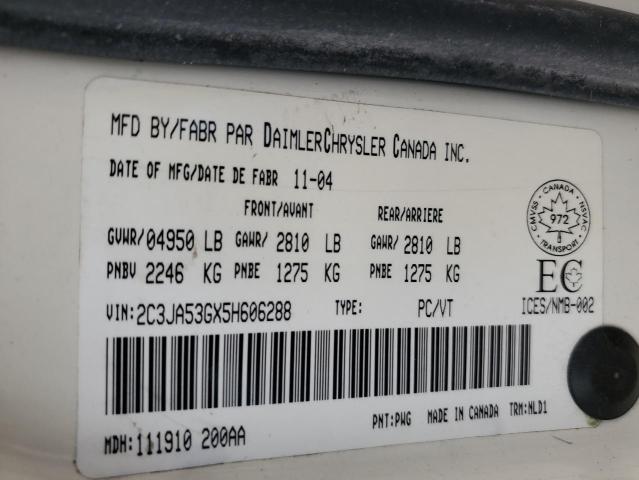 MFD BY/FABR PAR DAIMLERCHRYSLER CANADA INC.
DATE OF MFG/DATE DE FABR 11-04
FRONT/AVANT REAR/ARRIERE
GVWR/04950 LB GAWR/ 2810 LB GAWR/ 2810 LB
PNBV 2246 KG PNBE 1275 KG PNBE 1275 KG
CANADA
CMVSS NSVAC
972
TRANSPORT
EC
ICES/NMB-002
VIN:2C3JA53GX5H606288 TYPE: PC/VT
PNT:PWG MADE IN CANADA TRM:NLD1
MDH:111910 200AA